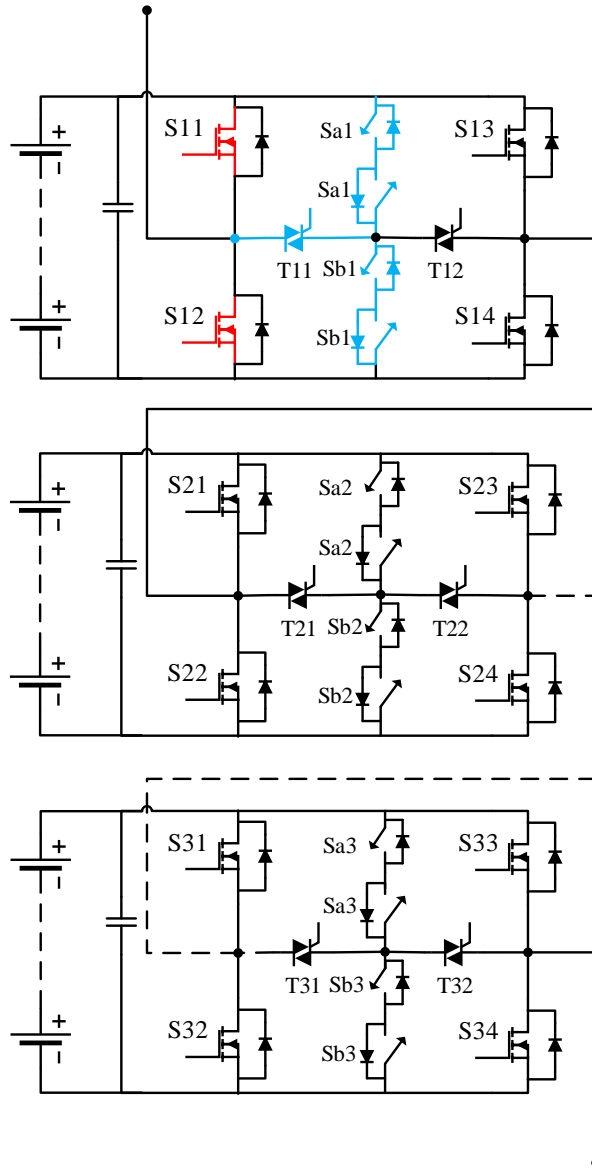 S11
Sa1
S13
+
-
Sa1
T11
Sb1
T12
S12
Sb1
S14
+
-
S21
Sa2
S23
+
-
Sa2
T21
Sb2
T22
S22
Sb2
S24
+
-
S31
Sa3
S33
+
-
Sa3
T31
Sb3
T32
S32
Sb3
S34
+
-